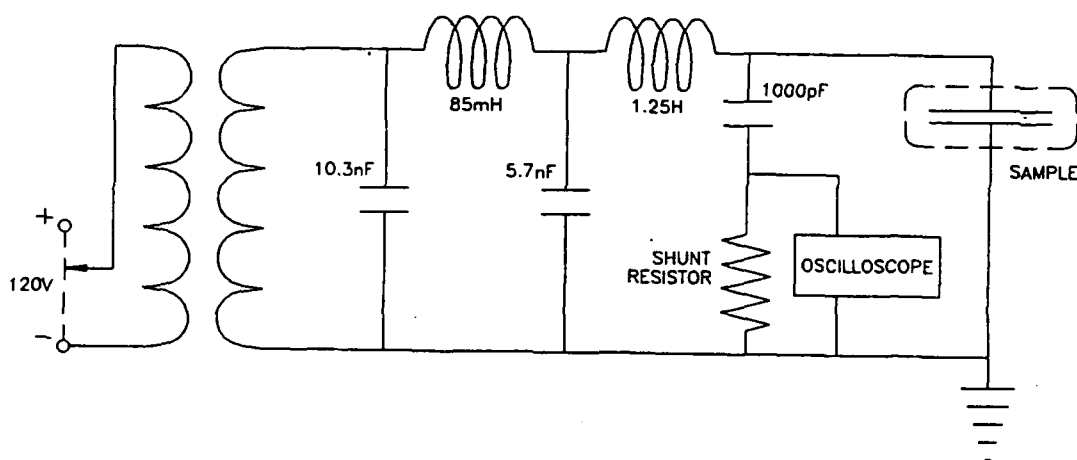 85mH
1.25H
1000pF
10.3nF
5.7nF
SAMPLE
+
120V
-
SHUNT
RESISTOR
OSCILLOSCOPE